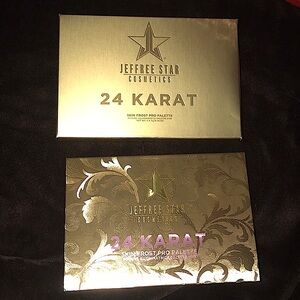 JEFFREE STAR
COSMETICS
24 KARAT
SKIN FROST PRO PALETTE
JEFFREE STAR
COSMETICS
24 KARAT
SKIN FROST PRO PALETTE